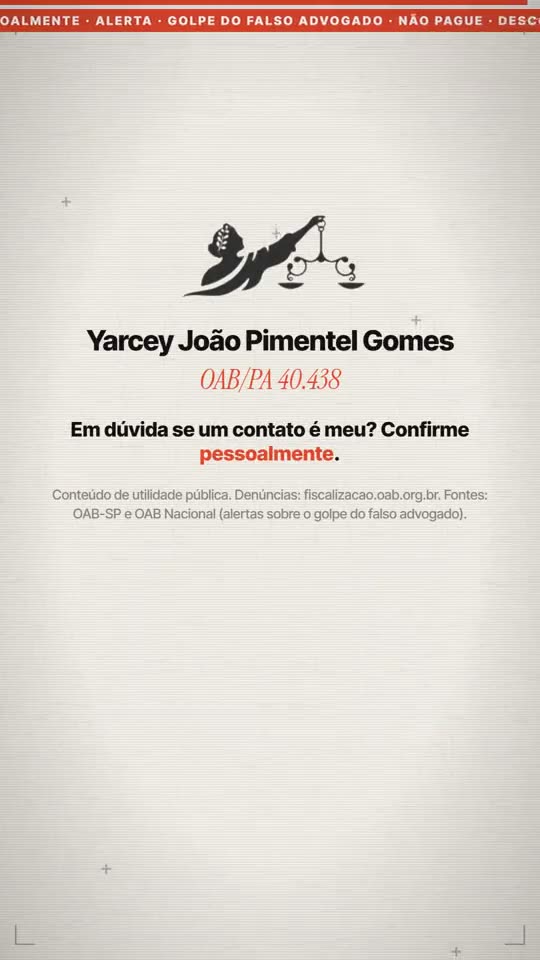 OALMENTE · ALERTA · GOLPE DO FALSO ADVOGADO · NÃO PAGUE · DESC
Yarcey João Pimentel Gomes
OAB/PA 40.438
Em dúvida se um contato é meu? Confirme
pessoalmente.
Conteúdo de utilidade pública. Denúncias: fiscalizacao.oab.org.br. Fontes:
OAB-SP e OAB Nacional (alertas sobre o golpe do falso advogado).